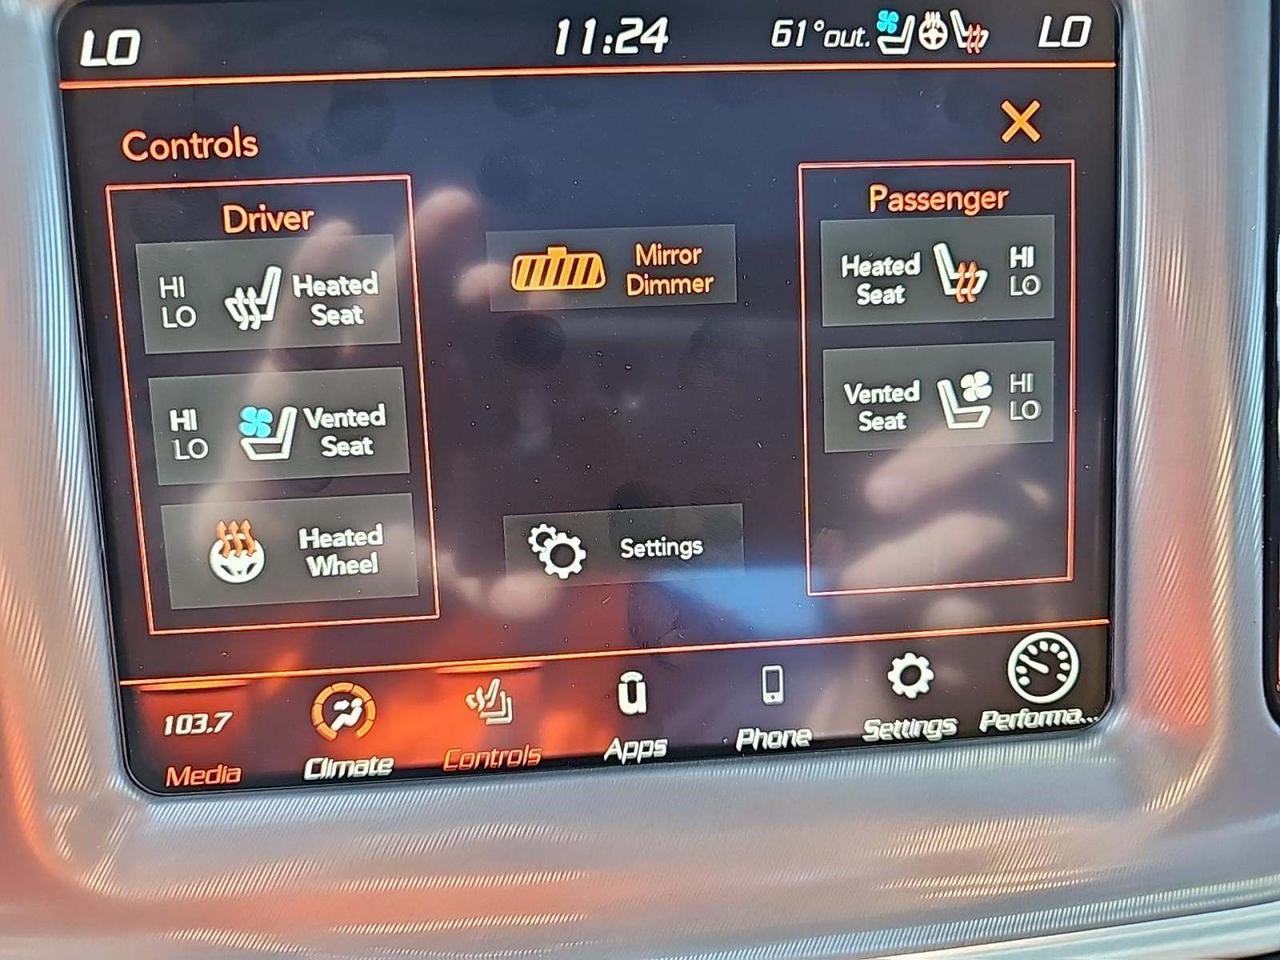 LO
11:24
61°out.
LO
Controls
Driver
HI
LO
Heated
Seat
HI
LO
Vented
Seat
Heated
Wheel
Mirror
Dimmer
Settings
Passenger
Heated
Seat
HI
LO
Vented
Seat
HI
LO
103.7
Media
Climate
Controls
Apps
Phone
Settings
Performa...